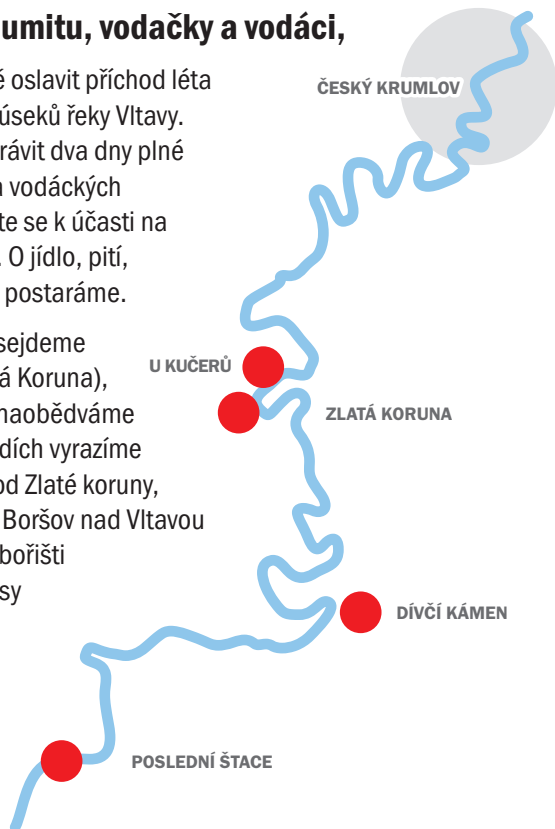 umitu, vodačky a vodáci,
é oslavit příchod léta
úseků řeky Vltavy.
rávit dva dny plné
a vodáckých
te se k účasti na
. O jídlo, pití,
postaráme.
sejdeme
á Koruna),
naobědváme
dích vyrazíme
od Zlaté koruny,
Boršov nad Vltavou
bořišti
sy
ČESKÝ KRUMLOV
U KUČERŮ
ZLATÁ KORUNA
DÍVČÍ KÁMEN
POSLEDNÍ ŠTACE